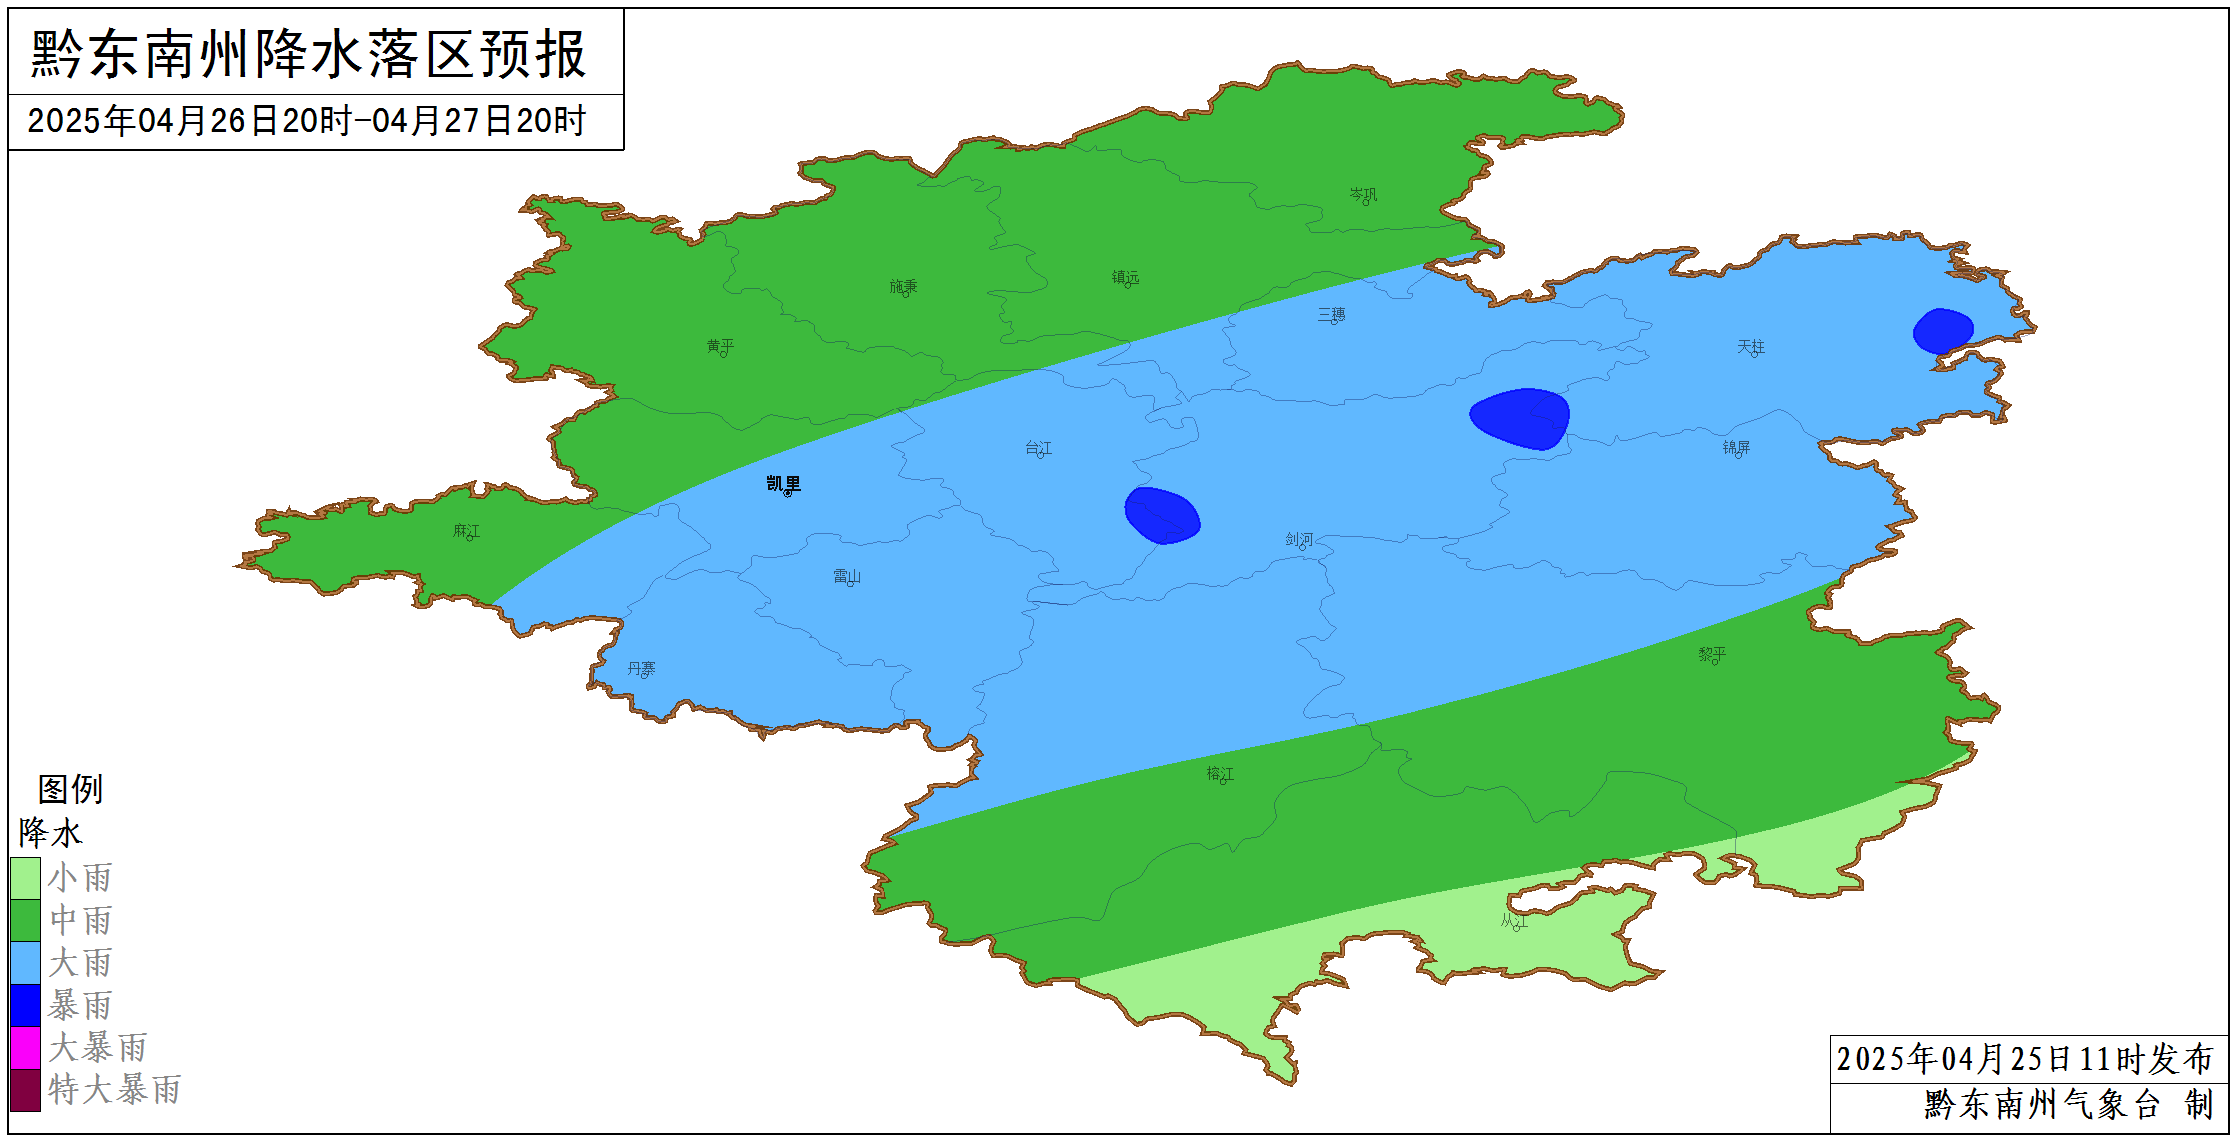 黔东南州降水落区预报
2025年04月26日20时-04月27日20时
岑巩
施秉
镇远
三穗
黄平
天柱
台江
锦屏
凯里
麻江
剑河
雷山
丹寨
黎平
榕江
从江
图例
降水
小雨
中雨
大雨
暴雨
大暴雨
特大暴雨
2025年04月25日11时发布
黔东南州气象台 制